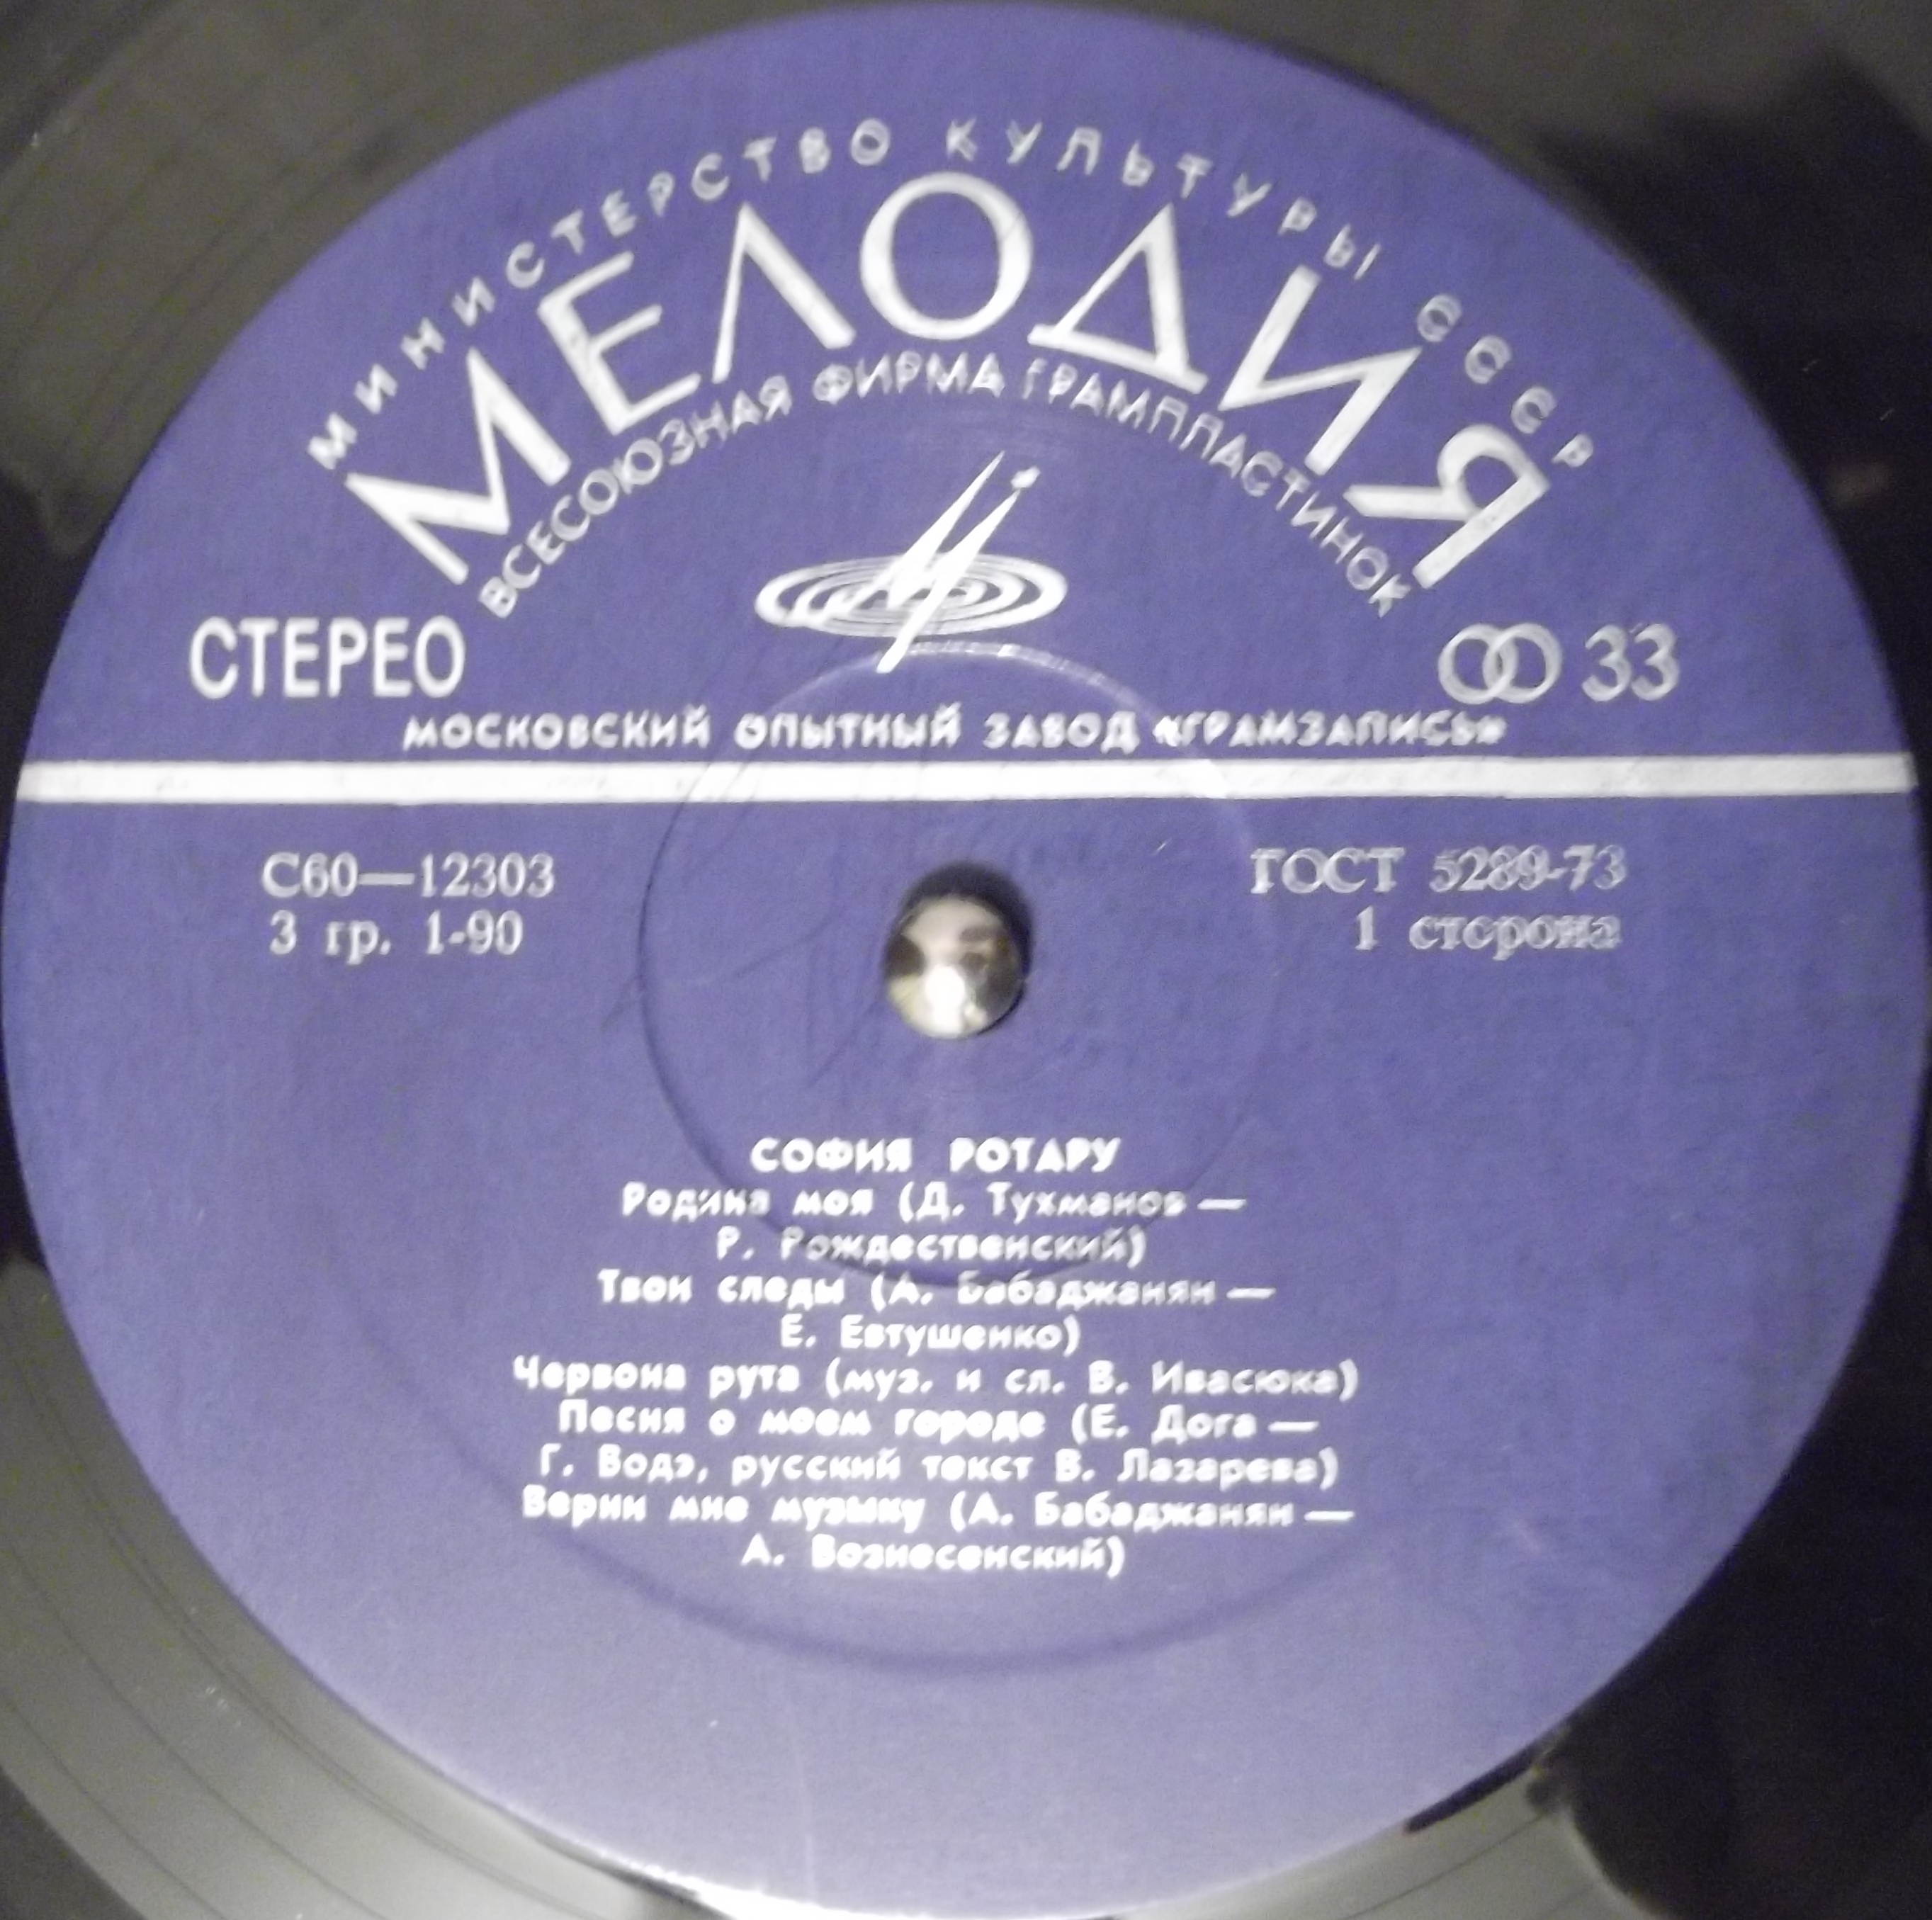 МИНИСТЕРСТВО КУЛЬТУРЫ СССР
МЕЛОДИЯ
ВСЕСОЮЗНАЯ ФИРМА ГРАМПЛАСТИНОК
СТЕРЕО
33
МОСКОВСКИЙ ОПЫТНЫЙ ЗАВОД «ГРАМЗАПИСЬ»
С60—12303
ГОСТ 5289-73
3 гр. 1-90
1 сторона
СОФИЯ РОТАРУ
Родина моя (Д. Тухманов —
Р. Рождественский)
Твои следы (А. Бабаджанян —
Е. Евтушенко)
Червона рута (муз. и сл. В. Ивасюка)
Песня о моем городе (Е. Дога —
Г. Водэ, русский текст В. Лазарева)
Верни мне музыку (А. Бабаджанян —
А. Вознесенский)